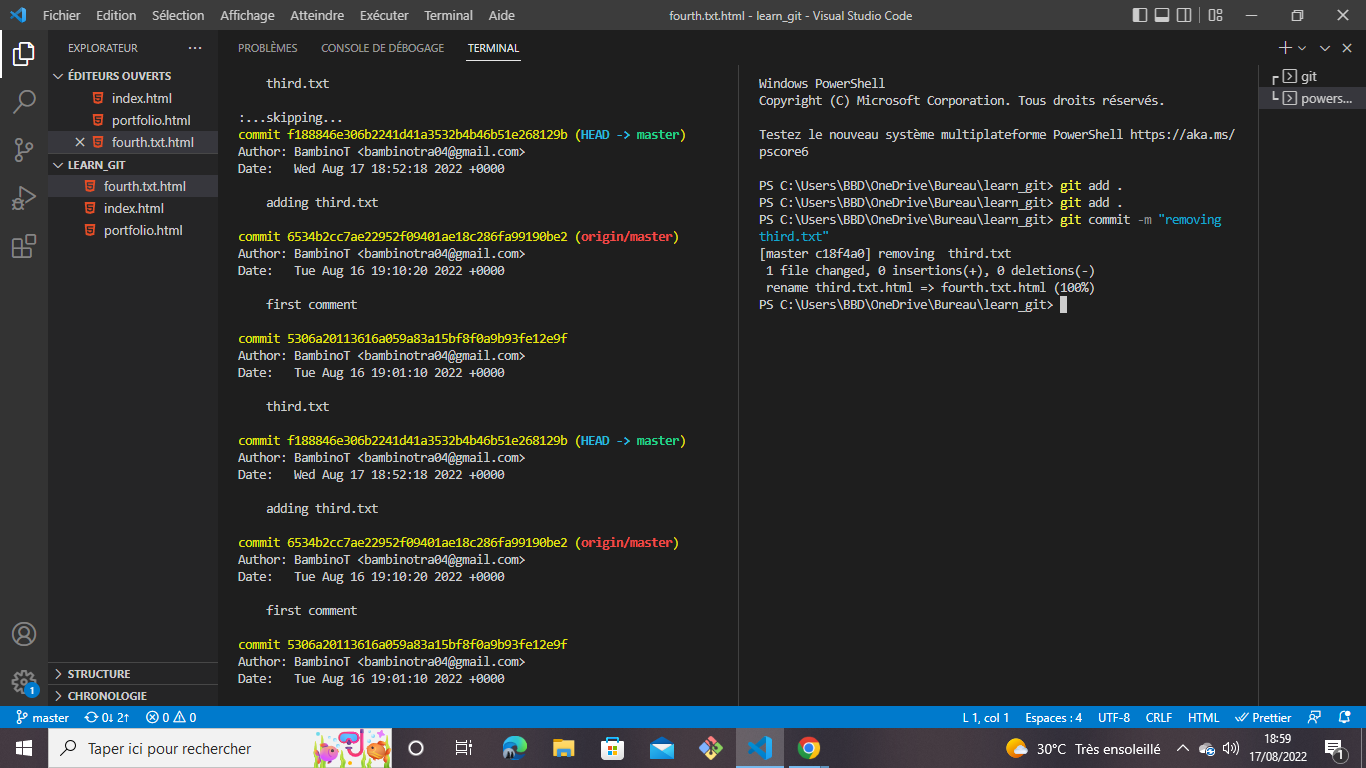 Fichier Edition Sélection Affichage Atteindre Exécuter Terminal Aide
fourth.txt.html - learn_git - Visual Studio Code
EXPLORATEUR
ÉDITEURS OUVERTS
index.html
portfolio.html
fourth.txt.html
LEARN_GIT
fourth.txt.html
index.html
portfolio.html
STRUCTURE
CHRONOLOGIE
PROBLÈMES CONSOLE DE DÉBOGAGE TERMINAL
third.txt
:...skipping...
commit f188846e306b2241d41a3532b4b46b51e268129b (HEAD -> master)
Author: BambinoT <bambinotra04@gmail.com>
Date:   Wed Aug 17 18:52:18 2022 +0000
adding third.txt
commit 6534b2cc7ae22952f09401ae18c286fa99190be2 (origin/master)
Author: BambinoT <bambinotra04@gmail.com>
Date:   Tue Aug 16 19:10:20 2022 +0000
first comment
commit 5306a20113616a059a83a15bf8f0a9b93fe12e9f
Author: BambinoT <bambinotra04@gmail.com>
Date:   Tue Aug 16 19:01:10 2022 +0000
third.txt
commit f188846e306b2241d41a3532b4b46b51e268129b (HEAD -> master)
Author: BambinoT <bambinotra04@gmail.com>
Date:   Wed Aug 17 18:52:18 2022 +0000
adding third.txt
commit 6534b2cc7ae22952f09401ae18c286fa99190be2 (origin/master)
Author: BambinoT <bambinotra04@gmail.com>
Date:   Tue Aug 16 19:10:20 2022 +0000
first comment
commit 5306a20113616a059a83a15bf8f0a9b93fe12e9f
Author: BambinoT <bambinotra04@gmail.com>
Date:   Tue Aug 16 19:01:10 2022 +0000
Windows PowerShell
Copyright (C) Microsoft Corporation. Tous droits réservés.
Testez le nouveau système multiplateforme PowerShell https://aka.ms/
pscore6
PS C:\Users\BBD\OneDrive\Bureau\learn_git> git add .
PS C:\Users\BBD\OneDrive\Bureau\learn_git> git add .
PS C:\Users\BBD\OneDrive\Bureau\learn_git> git commit -m "removing
third.txt"
[master c18f4a0] removing  third.txt
1 file changed, 0 insertions(+), 0 deletions(-)
rename third.txt.html => fourth.txt.html (100%)
PS C:\Users\BBD\OneDrive\Bureau\learn_git>
git
powers...
1
master 0↓ 2↑ 0 0
L 1, col 1 Espaces : 4 UTF-8 CRLF HTML Prettier
Taper ici pour rechercher
30°C Très ensoleillé
18:59
17/08/2022
1